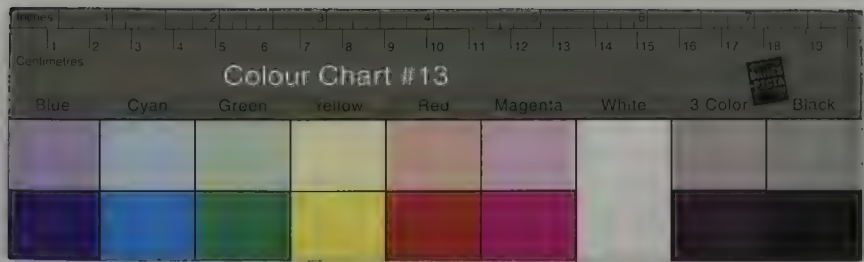 Inches 1 2 3 4 5 6 7 8
1 2 3 4 5 6 7 8 9 10 11 12 13 14 15 16 17 18 19
Centimetres
Colour Chart #13
Blue Cyan Green Yellow Red Magenta White 3 Color Black